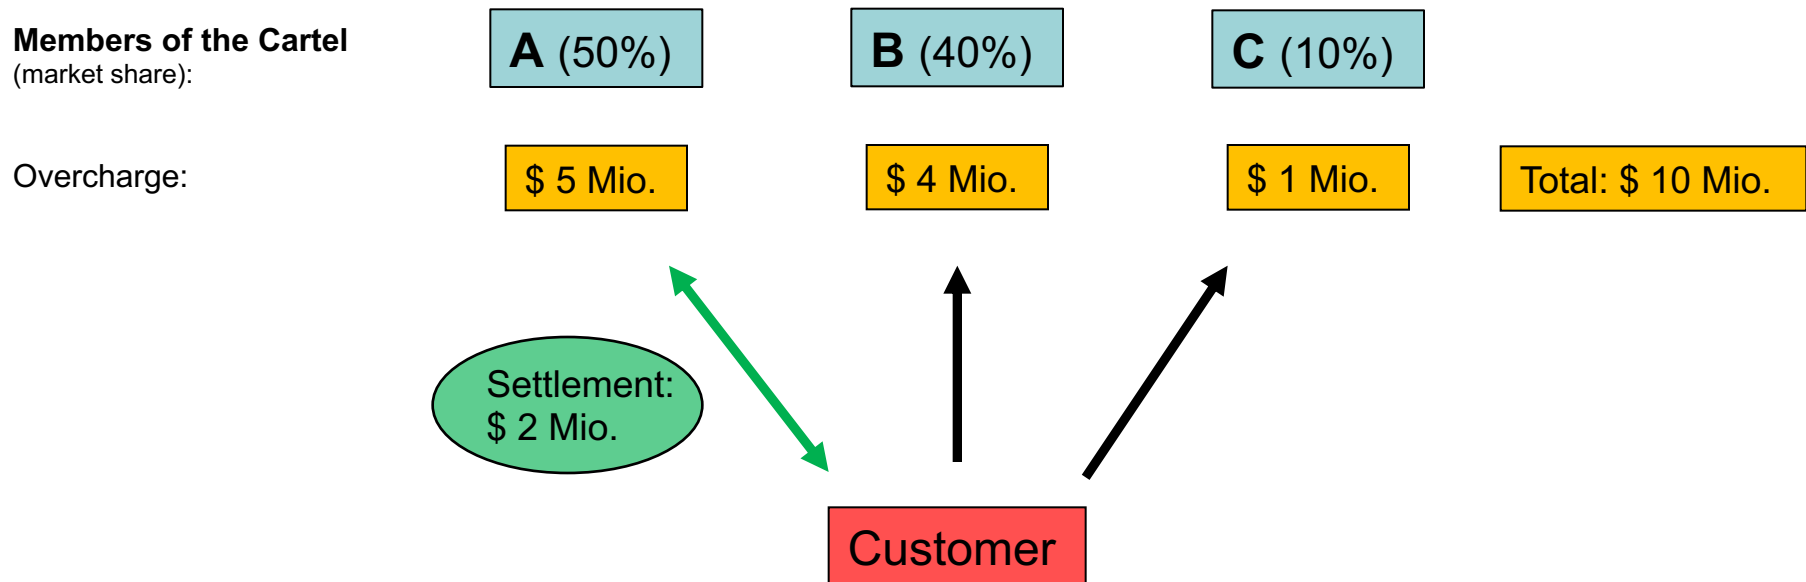 Members of the Cartel
(market share):
A (50%)
B (40%)
C (10%)
Overcharge:
$ 5 Mio.
$ 4 Mio.
$ 1 Mio.
Total: $ 10 Mio.
Settlement:
$ 2 Mio.
Customer